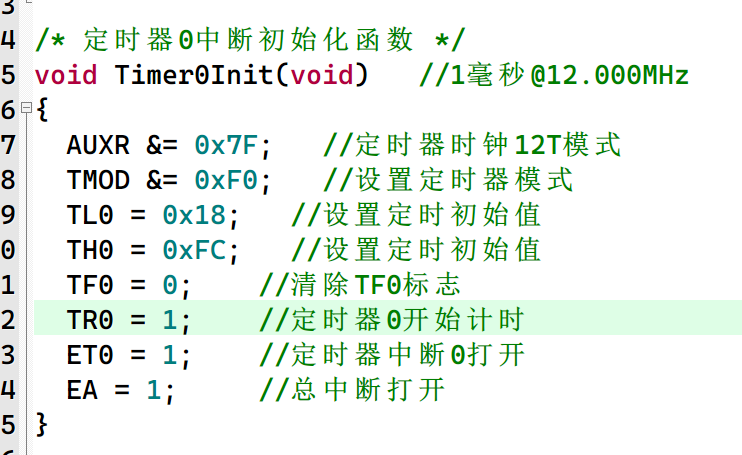 3
4 /* 定时器0中断初始化函数 */
5 void Timer0Init(void)   //1毫秒@12.000MHz
6 {
7   AUXR &= 0x7F;   //定时器时钟12T模式
8   TMOD &= 0xF0;   //设置定时器模式
9   TL0 = 0x18;   //设置定时初始值
0   TH0 = 0xFC;   //设置定时初始值
1   TF0 = 0;    //清除TF0标志
2   TR0 = 1;    //定时器0开始计时
3   ET0 = 1;    //定时器中断0打开
4   EA = 1;     //总中断打开
5 }